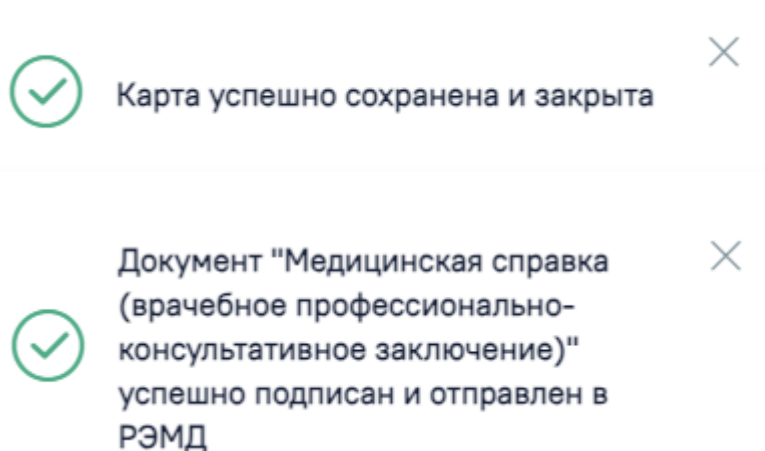 Карта успешно сохранена и закрыта
Документ "Медицинская справка
(врачебное профессионально-
консультативное заключение)"
успешно подписан и отправлен в
РЭМД